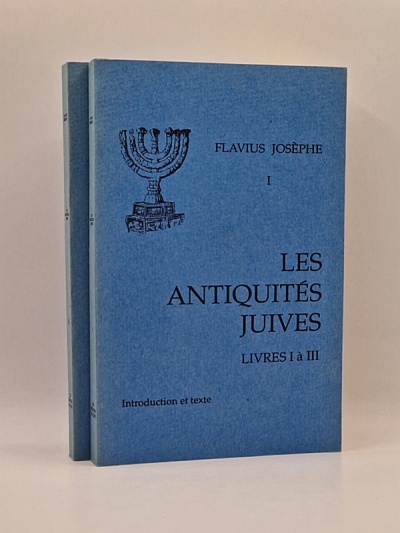 FLAVIUS JOSÈPHE
I
LES
ANTIQUITÉS
JUIVES
LIVRES I à III
Introduction et texte